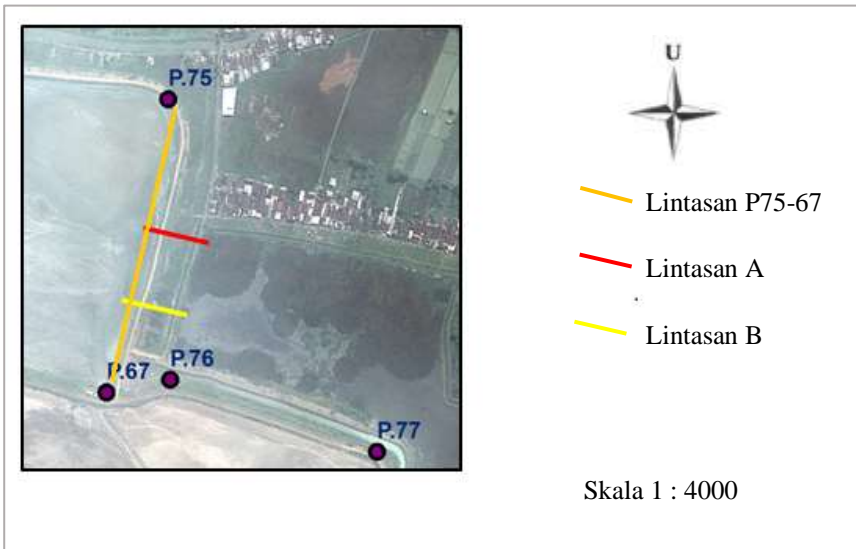 P.75
P.67
P.76
P.77
U
Lintasan P75-67
Lintasan A
Lintasan B
Skala 1 : 4000